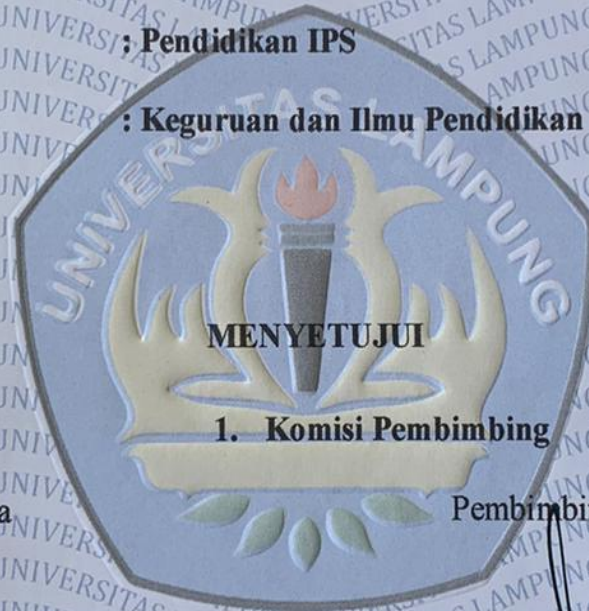 : Pendidikan IPS
: Keguruan dan Ilmu Pendidikan
UNIVERSITAS LAMPUNG
MENYETUJUI
1. Komisi Pembimbing